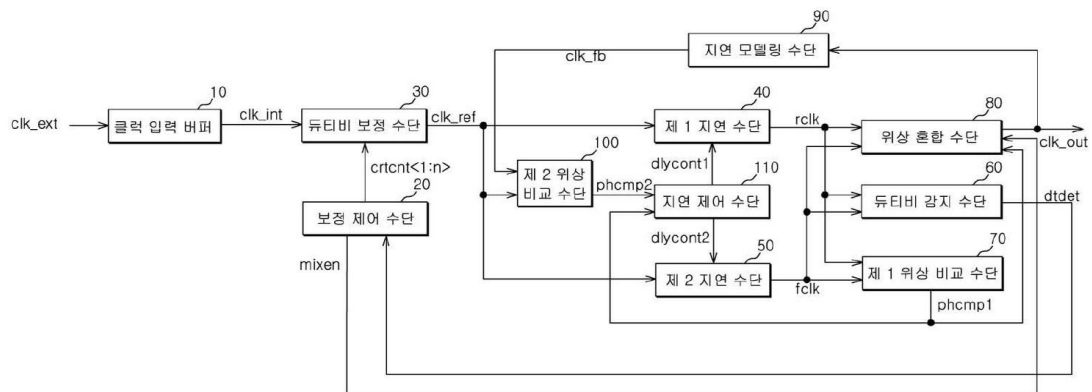 90
지연 모델링 수단
clk_fb
10
30
40
80
clk_ext
클럭 입력 버퍼
clk_int
듀티비 보정 수단
clk_ref
제 1 지연 수단
rclk
위상 혼합 수단
clk_out
100
dlycont1
crtcnt<1:n>
제 2 위상
비교 수단
phcmp2
110
지연 제어 수단
60
듀티비 감지 수단
dtdet
20
보정 제어 수단
dlycont2
mixen
50
제 2 지연 수단
fclk
70
제 1 위상 비교 수단
phcmp1